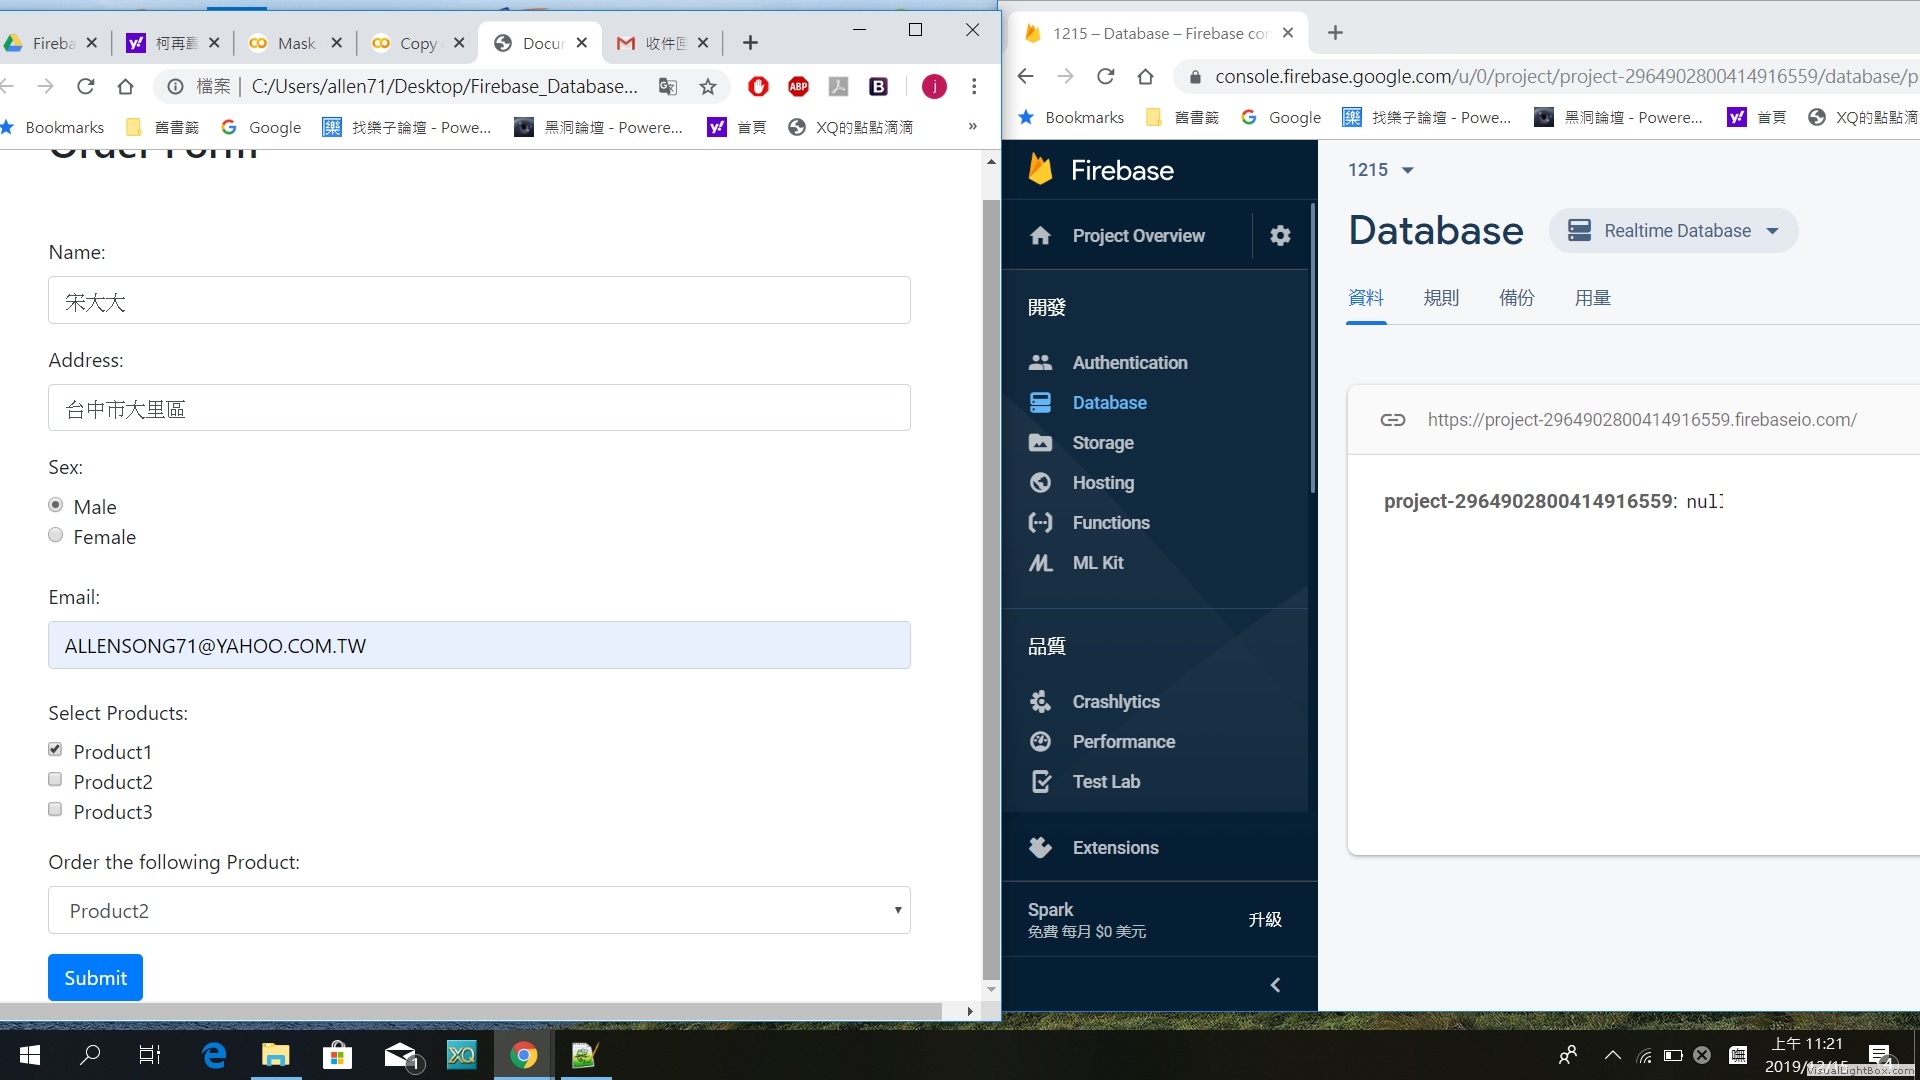 Fireba
柯再
Mask
Copy
Docur
收件
檔案
C:/Users/allen71/Desktop/Firebase_Database...
Bookmarks
舊書籤
Google
找樂子論壇 - Powe...
黑洞論壇 - Powere...
首頁
XQ的點點滴滴
»
Order Form
Name:
宋大大
Address:
台中市大里區
Sex:
Male
Female
Email:
ALLENSONG71@YAHOO.COM.TW
Select Products:
Product1
Product2
Product3
Order the following Product:
Product2
Submit
1215 – Database – Firebase con
console.firebase.google.com/u/0/project/project-2964902800414916559/database/p
Bookmarks
舊書籤
Google
找樂子論壇 - Powe...
黑洞論壇 - Powere...
首頁
XQ的點點滴
Firebase
Project Overview
開發
Authentication
Database
Storage
Hosting
Functions
ML Kit
品質
Crashlytics
Performance
Test Lab
Extensions
Spark
免費 每月 $0 美元
升級
1215
Database
Realtime Database
資料
規則
備份
用量
https://project-2964902800414916559.firebaseio.com/
project-2964902800414916559: null
上午 11:21
2019/12/15
VisualLightBox.com